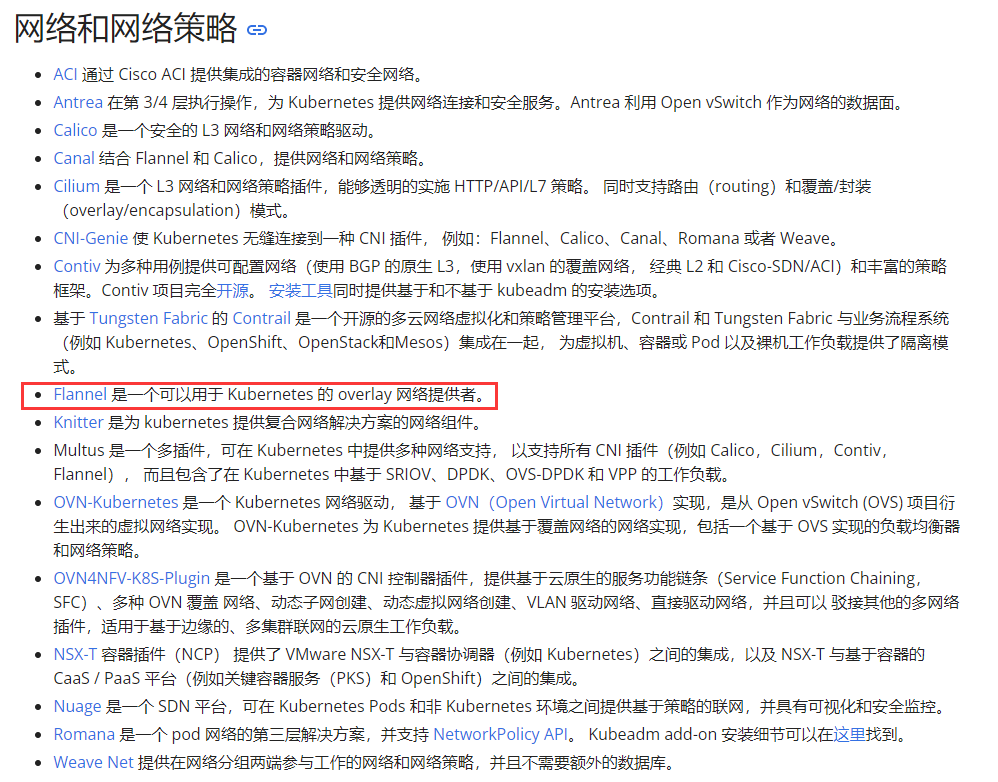 网络和网络策略
ACI 通过 Cisco ACI 提供集成的容器网络和安全网络。
Antrea 在第 3/4 层执行操作，为 Kubernetes 提供网络连接和安全服务。Antrea 利用 Open vSwitch 作为网络的数据面。
Calico 是一个安全的 L3 网络和网络策略驱动。
Canal 结合 Flannel 和 Calico，提供网络和网络策略。
Cilium 是一个 L3 网络和网络策略插件，能够透明的实施 HTTP/API/L7 策略。 同时支持路由（routing）和覆盖/封装
（overlay/encapsulation）模式。
CNI-Genie 使 Kubernetes 无缝连接到一种 CNI 插件， 例如：Flannel、Calico、Canal、Romana 或者 Weave。
Contiv 为多种用例提供可配置网络（使用 BGP 的原生 L3，使用 vxlan 的覆盖网络， 经典 L2 和 Cisco-SDN/ACI）和丰富的策略
框架。Contiv 项目完全开源。 安装工具同时提供基于和不基于 kubeadm 的安装选项。
基于 Tungsten Fabric 的 Contrail 是一个开源的多云网络虚拟化和策略管理平台，Contrail 和 Tungsten Fabric 与业务流程系统
（例如 Kubernetes、OpenShift、OpenStack和Mesos）集成在一起， 为虚拟机、容器或 Pod 以及裸机工作负载提供了隔离模
式。
Flannel 是一个可以用于 Kubernetes 的 overlay 网络提供者。
Knitter 是为 kubernetes 提供复合网络解决方案的网络组件。
Multus 是一个多插件，可在 Kubernetes 中提供多种网络支持， 以支持所有 CNI 插件（例如 Calico，Cilium，Contiv，
Flannel）， 而且包含了在 Kubernetes 中基于 SRIOV、DPDK、OVS-DPDK 和 VPP 的工作负载。
OVN-Kubernetes 是一个 Kubernetes 网络驱动， 基于 OVN（Open Virtual Network）实现，是从 Open vSwitch (OVS) 项目衍
生出来的虚拟网络实现。 OVN-Kubernetes 为 Kubernetes 提供基于覆盖网络的网络实现，包括一个基于 OVS 实现的负载均衡器
和网络策略。
OVN4NFV-K8S-Plugin 是一个基于 OVN 的 CNI 控制器插件，提供基于云原生的服务功能链条（Service Function Chaining，
SFC）、多种 OVN 覆盖 网络、动态子网创建、动态虚拟网络创建、VLAN 驱动网络、直接驱动网络，并且可以 驳接其他的多网络
插件，适用于基于边缘的、多集群联网的云原生工作负载。
NSX-T 容器插件（NCP） 提供了 VMware NSX-T 与容器协调器（例如 Kubernetes）之间的集成，以及 NSX-T 与基于容器的
CaaS / PaaS 平台（例如关键容器服务（PKS）和 OpenShift）之间的集成。
Nuage 是一个 SDN 平台，可在 Kubernetes Pods 和非 Kubernetes 环境之间提供基于策略的联网，并具有可视化和安全监控。
Romana 是一个 pod 网络的第三层解决方案，并支持 NetworkPolicy API。 Kubeadm add-on 安装细节可以在这里找到。
Weave Net 提供在网络分组两端参与工作的网络和网络策略，并且不需要额外的数据库。